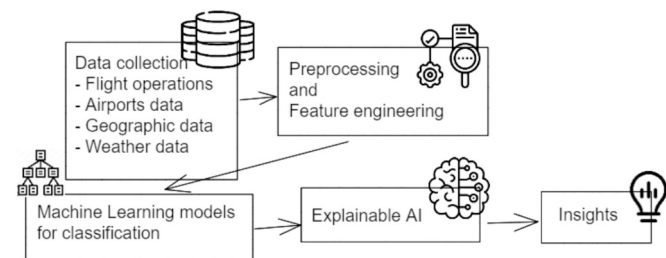 Data collection
- Flight operations
- Airports data
- Geographic data
- Weather data
Preprocessing
and
Feature engineering
Machine Learning models
for classification
Explainable AI
Insights